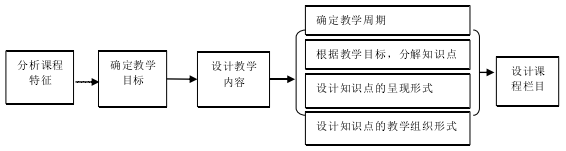 分析课程
特征
确定教学
目标
设计教学
内容
确定教学周期
根据教学目标，分解知识点
设计知识点的呈现形式
设计知识点的教学组织形式
设计课
程栏目